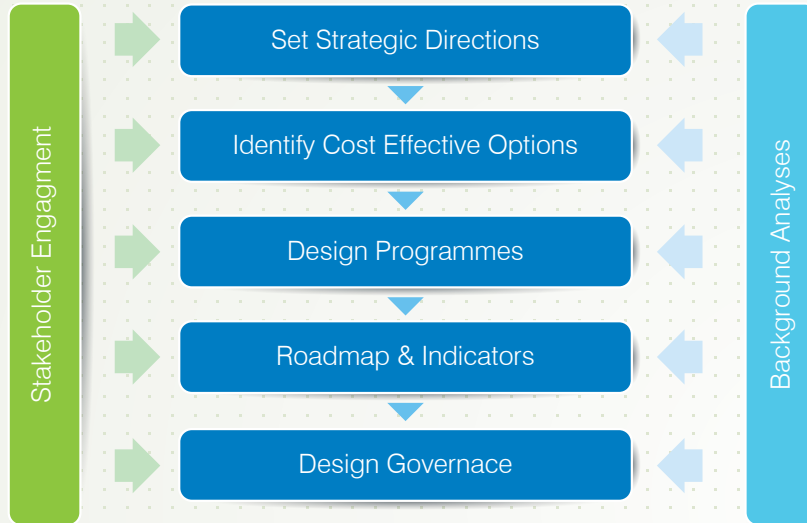 Stakeholder Engagment
Set Strategic Directions
Identify Cost Effective Options
Design Programmes
Roadmap & Indicators
Design Governace
Background Analyses